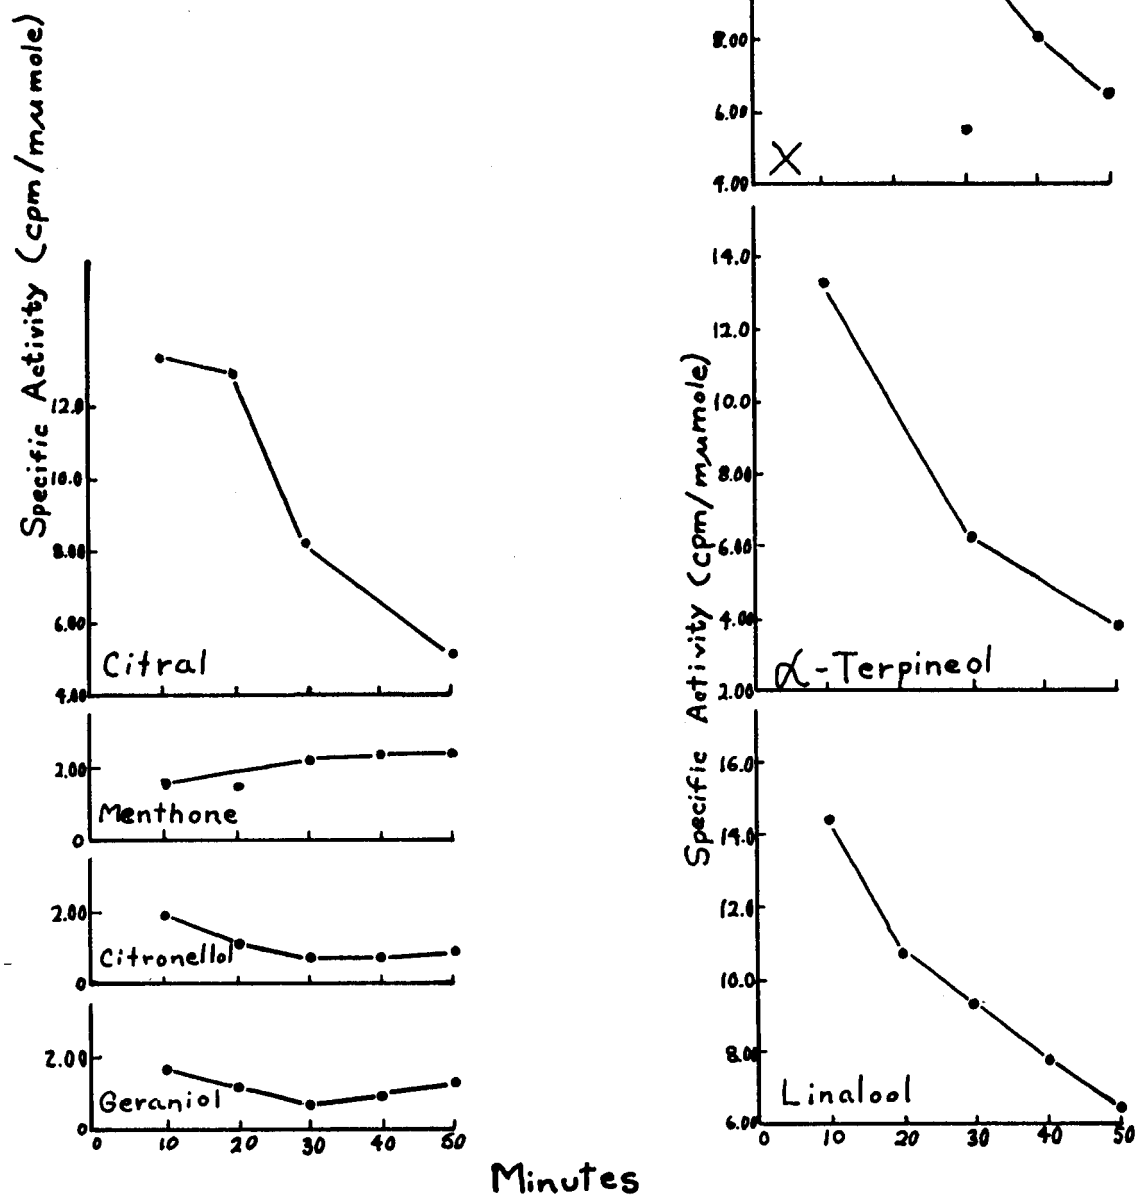 Specific Activity (cpm/mμmole)
12.0
10.0
8.00
6.00
4.00
Citral
2.00
0
Menthone
2.00
0
Citronellol
2.00
0
Geraniol
0 10 20 30 40 50
8.00
6.00
4.00
X
Specific Activity (cpm/mμmole)
14.0
12.0
10.0
8.00
6.00
4.00
2.00
α-Terpineol
Specific Activity (cpm/mμmole)
16.0
14.0
12.0
10.0
8.00
6.00
Linalool
0 10 20 30 40 50
Minutes